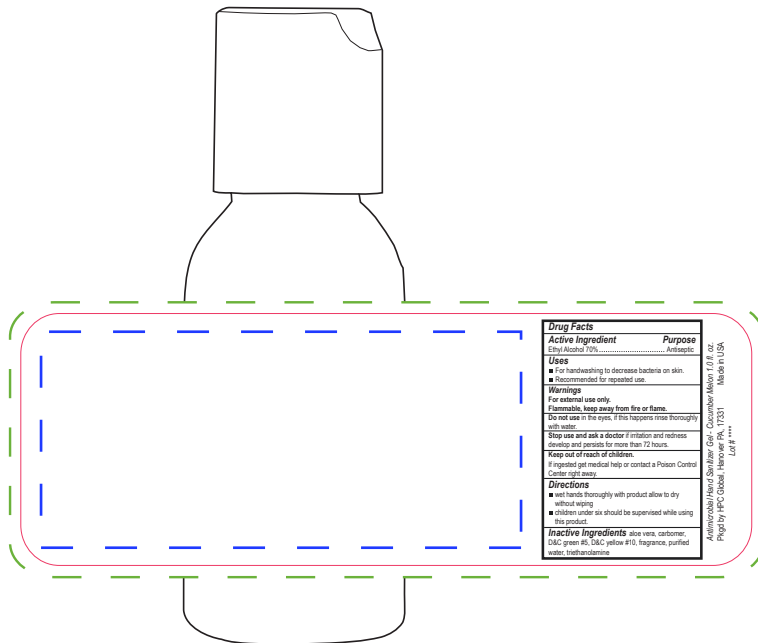 Drug Facts
Active Ingredient Purpose
Ethyl Alcohol 70%.............................. Antiseptic
Uses
■ For handwashing to decrease bacteria on skin.
■ Recommended for repeated use.
Warnings
For external use only.
Flammable, keep away from fire or flame.
Do not use in the eyes, if this happens rinse thoroughly
with water.
Stop use and ask a doctor if irritation and redness
develop and persists for more than 72 hours.
Keep out of reach of children.
If ingested get medical help or contact a Poison Control
Center right away.
Directions
■ wet hands thoroughly with product allow to dry
without wiping
■ children under six should be supervised while using
this product.
Inactive Ingredients aloe vera, carbomer,
D&C green #5, D&C yellow #10, fragrance, purified
water, triethanolamine
Antimicrobial Hand Sanitizer Gel - Cucumber Melon 1.0 fl. oz.
Pkgd by HPC Global, Hanover PA, 17331 Made in USA
Lot # ****